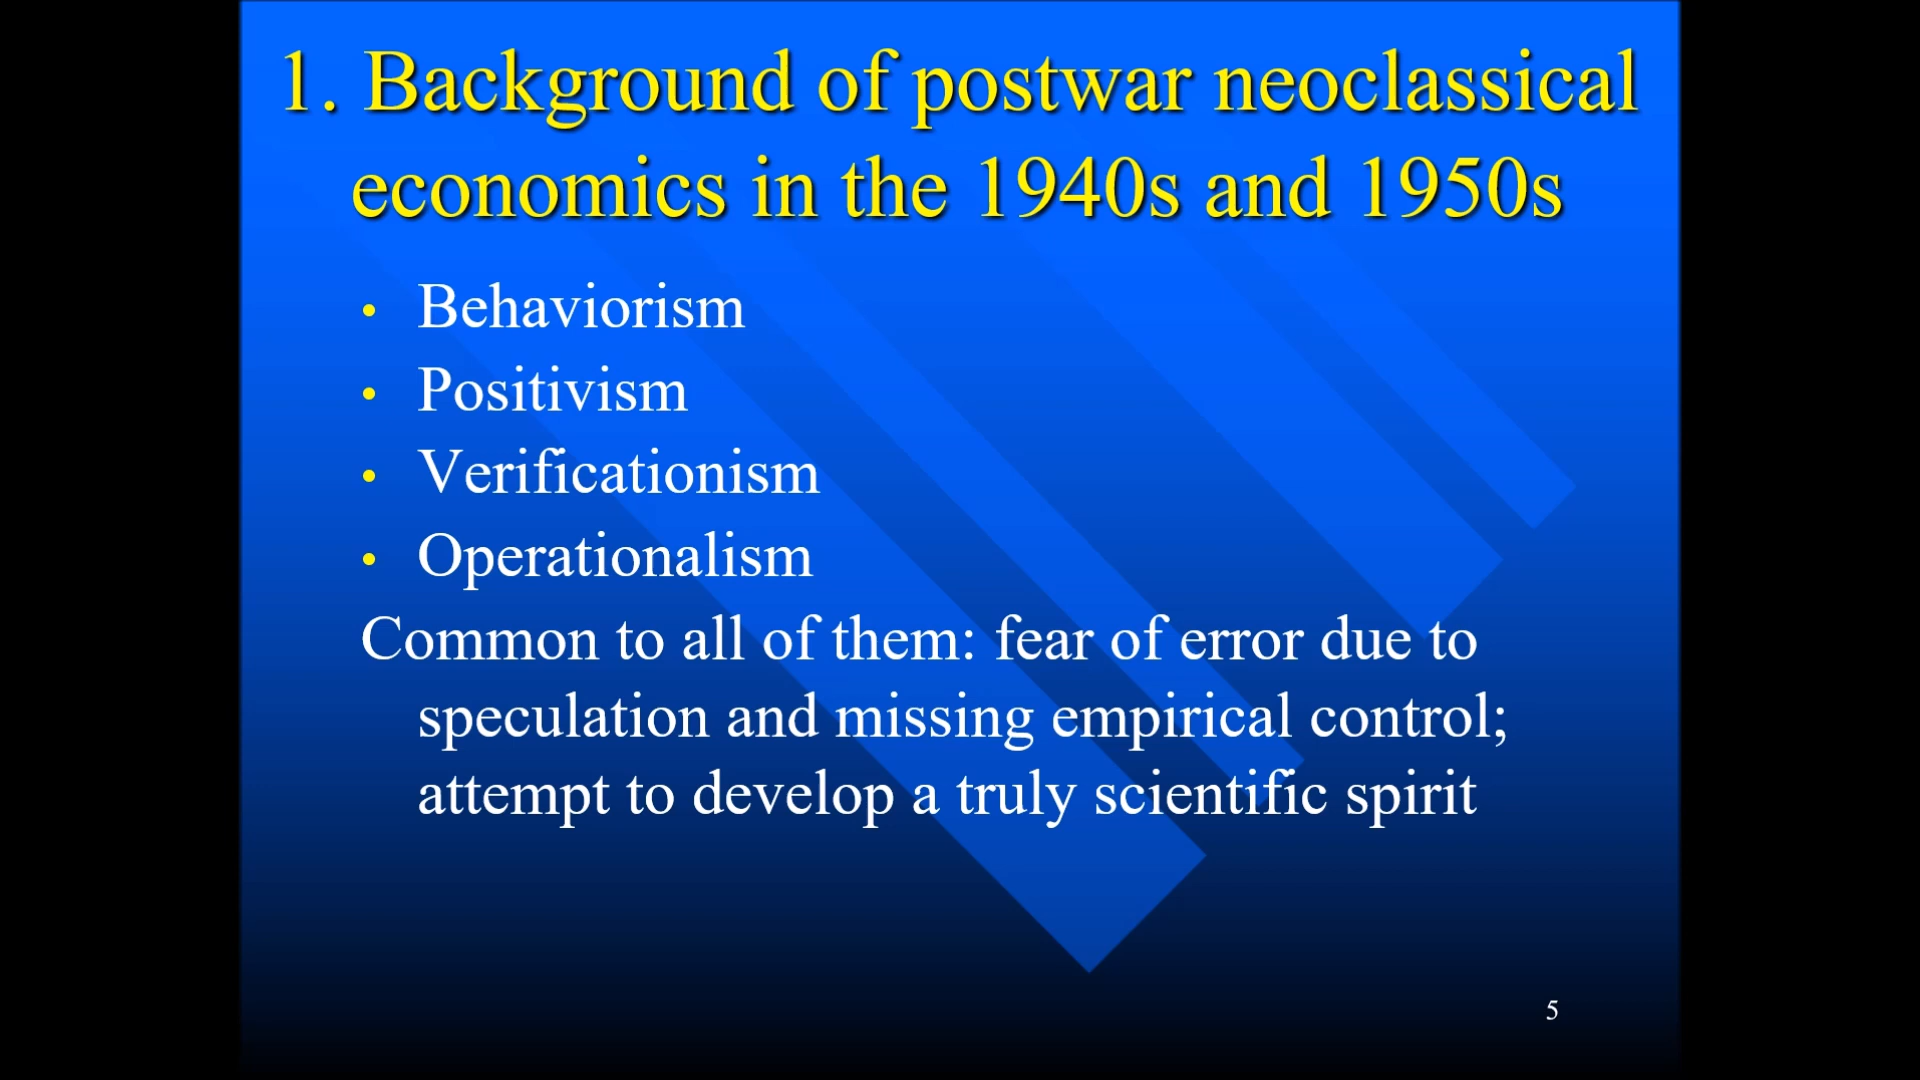 1. Background of postwar neoclassical
economics in the 1940s and 1950s
• Behaviorism
• Positivism
• Verificationism
• Operationalism
Common to all of them: fear of error due to
speculation and missing empirical control;
attempt to develop a truly scientific spirit
5